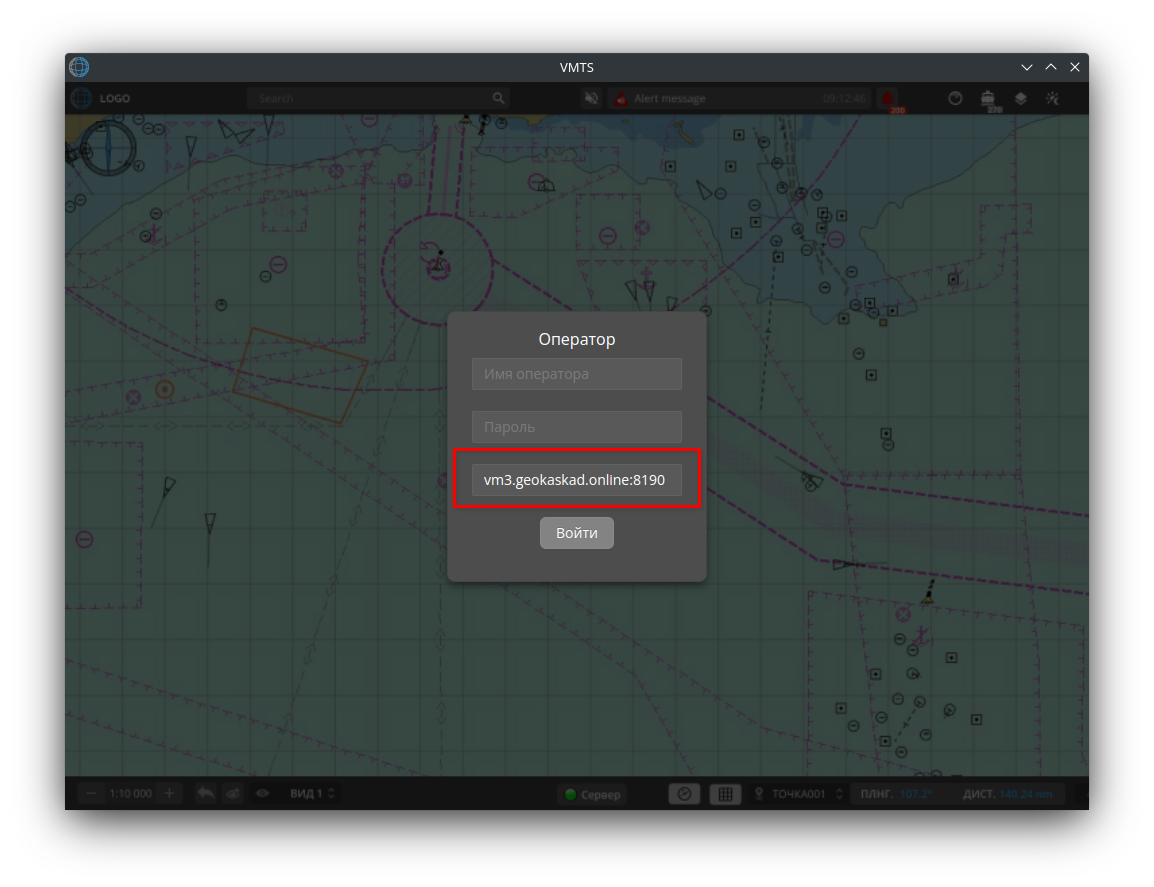 VMTS
LOGO
Search
Alert message
09:12:46
200
270
Оператор
Имя оператора
Пароль
vm3.geokaskad.online:8190
Войти
1:10 000
ВИД 1
Сервер
ТОЧКА001
ПЛНГ. 107.2°
ДИСТ. 140.24 nm